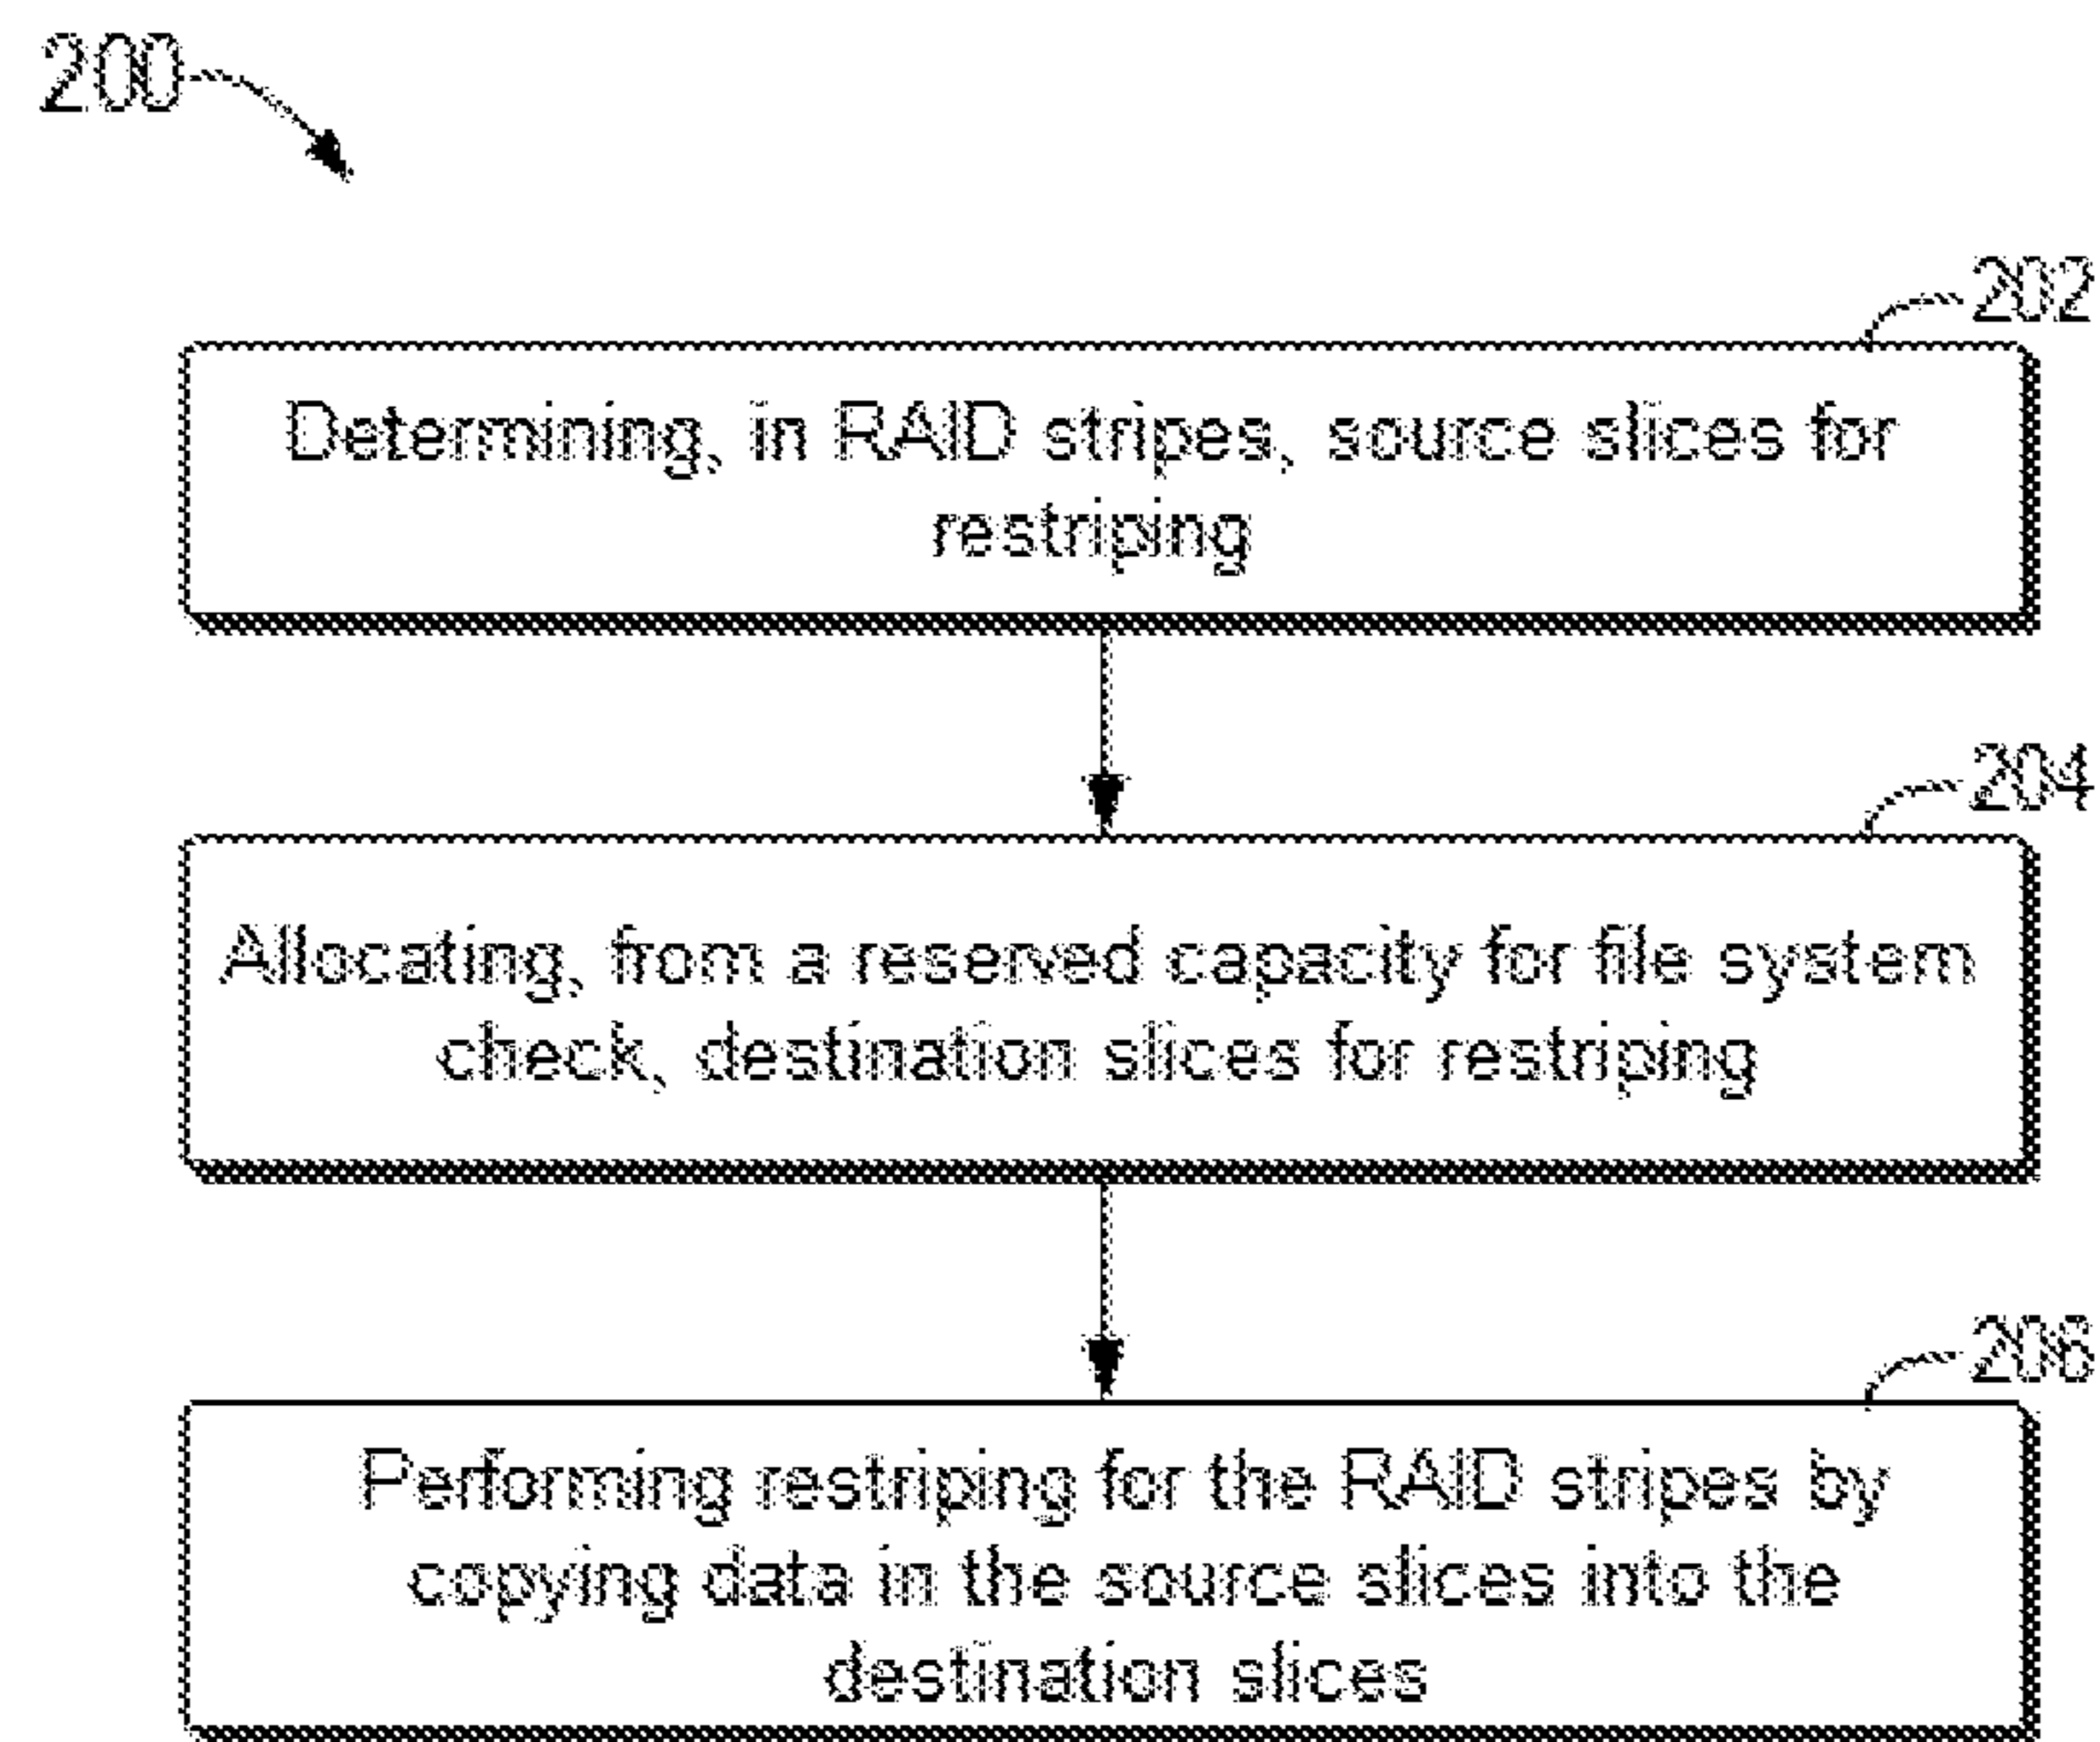 200
202
Determining, in RAID stripes, source slices for
restriping
204
Allocating, from a reserved capacity for file system
check, destination slices for restriping
206
Performing restriping for the RAID stripes by
copying data in the source slices into the
destination slices